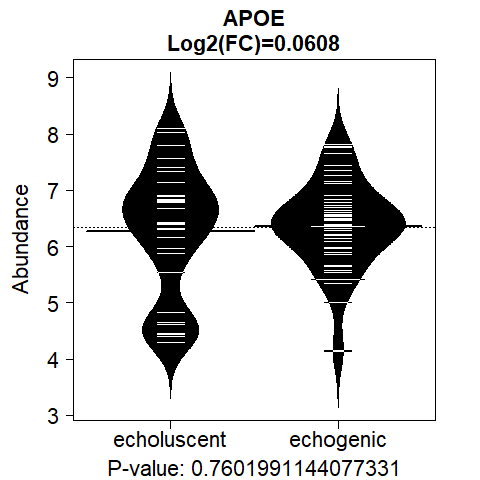 APOE
Log2(FC)=0.0608
Abundance
9
8
7
6
5
4
3
echoluscent echogenic
P-value: 0.7601991144077331